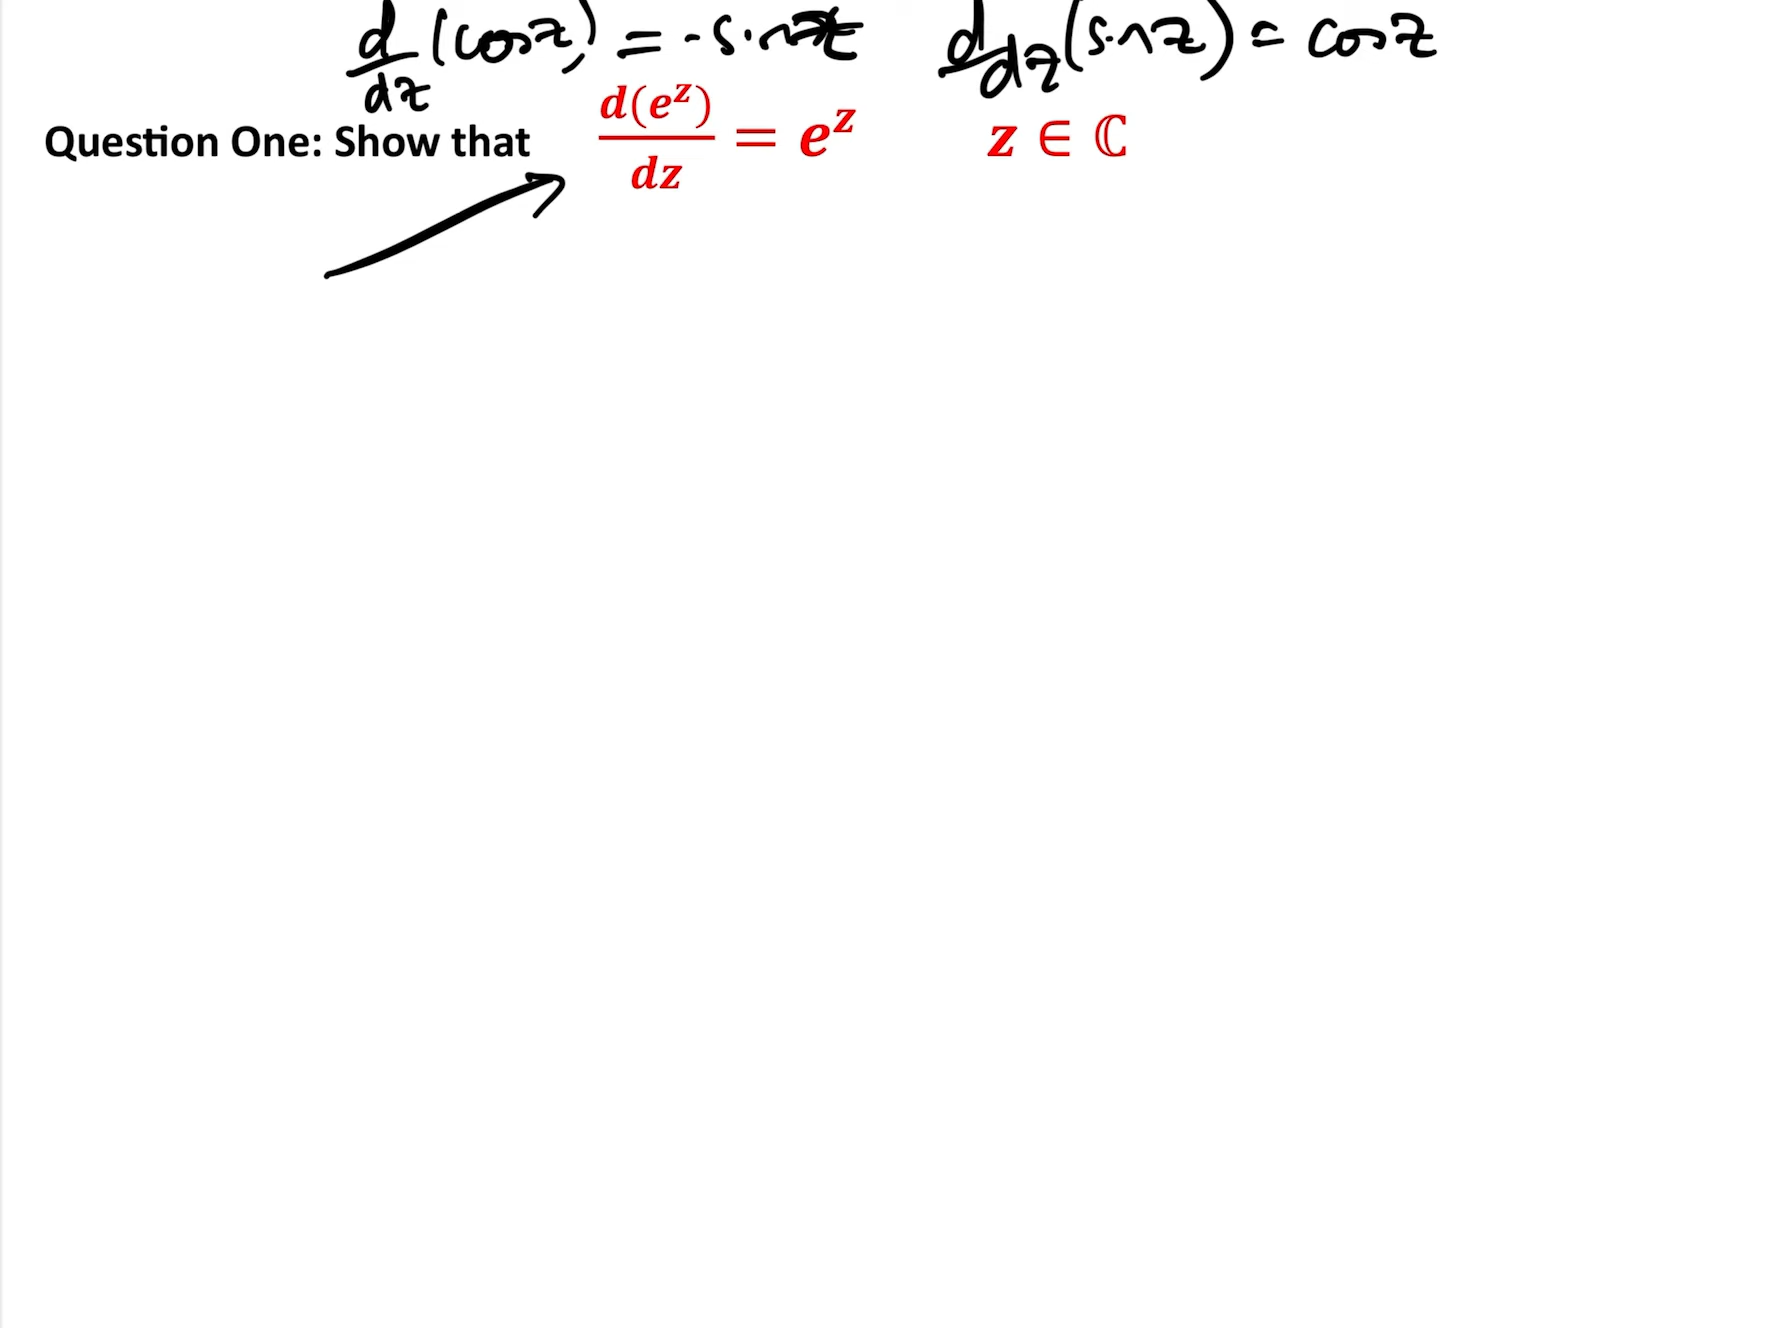 d/dz (cos z) = -sin z d/dz (sin z) = cos z
Question One: Show that d(e^z)/dz = e^z z ∈ ℂ